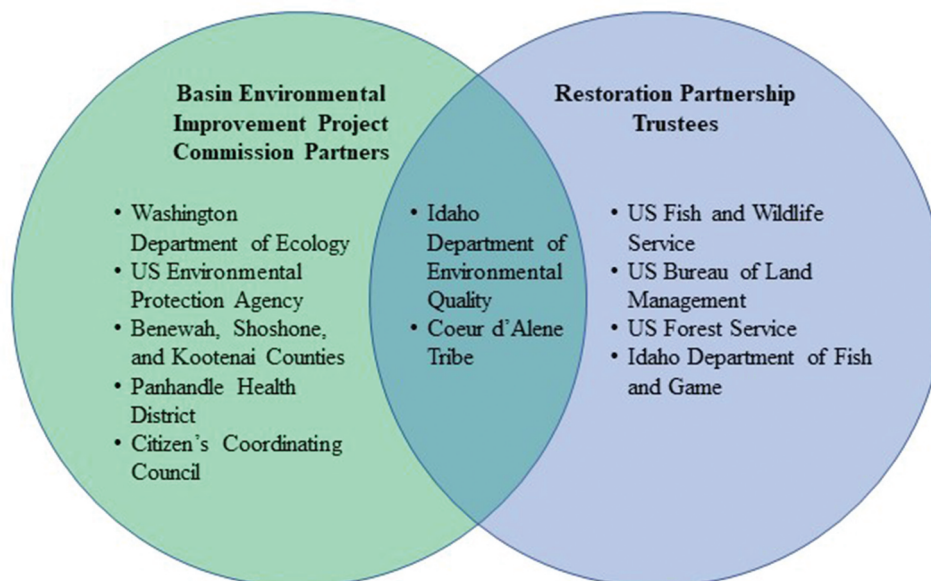 Basin Environmental
Improvement Project
Commission Partners
• Washington
Department of Ecology
• US Environmental
Protection Agency
• Benewah, Shoshone,
and Kootenai Counties
• Panhandle Health
District
• Citizen’s Coordinating
Council
• Idaho
Department of
Environmental
Quality
• Coeur d’Alene
Tribe
Restoration Partnership
Trustees
• US Fish and Wildlife
Service
• US Bureau of Land
Management
• US Forest Service
• Idaho Department of Fish
and Game